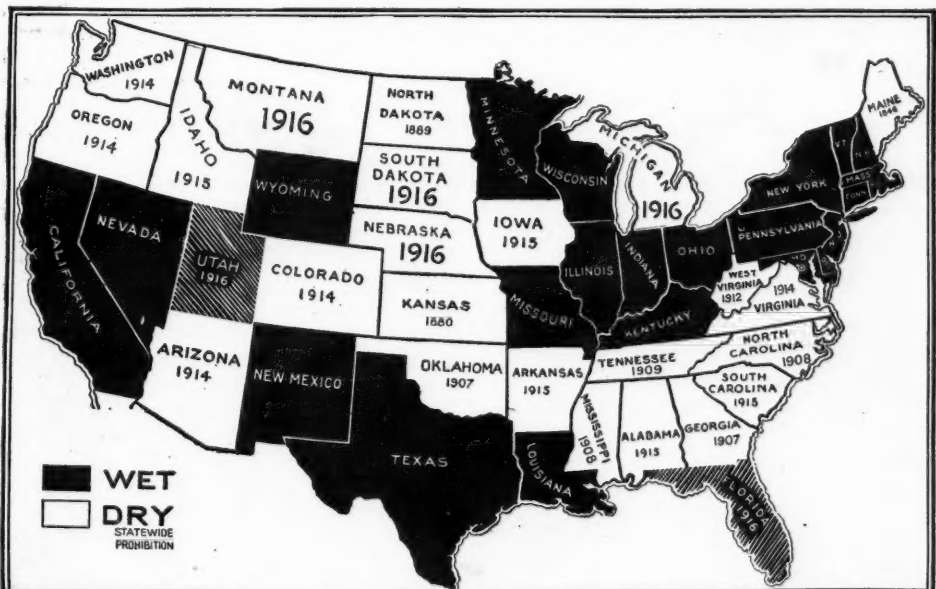 WASHINGTON
1914
OREGON
1914
IDAHO
1915
MONTANA
1916
NORTH
DAKOTA
1889
SOUTH
DAKOTA
1916
NEBRASKA
1916
KANSAS
1880
OKLAHOMA
1907
WYOMING
NEVADA
UTAH
1916
COLORADO
1914
CALIFORNIA
ARIZONA
1914
NEW MEXICO
TEXAS
MINNESOTA
IOWA
1915
MISSOURI
ARKANSAS
1915
LOUISIANA
WISCONSIN
ILLINOIS
MICHIGAN
1916
INDIANA
OHIO
KENTUCKY
TENNESSEE
1909
MISSISSIPPI
1908
ALABAMA
1915
GEORGIA
1907
FLORIDA
1916
SOUTH
CAROLINA
1915
NORTH
CAROLINA
1908
WEST
VIRGINIA
1912
1914
VIRGINIA
PENNSYLVANIA
NEW YORK
MAINE
VT.
N.H.
MASS
CONN.
N.J.
MD
WET
DRY
STATEWIDE
PROHIBITION